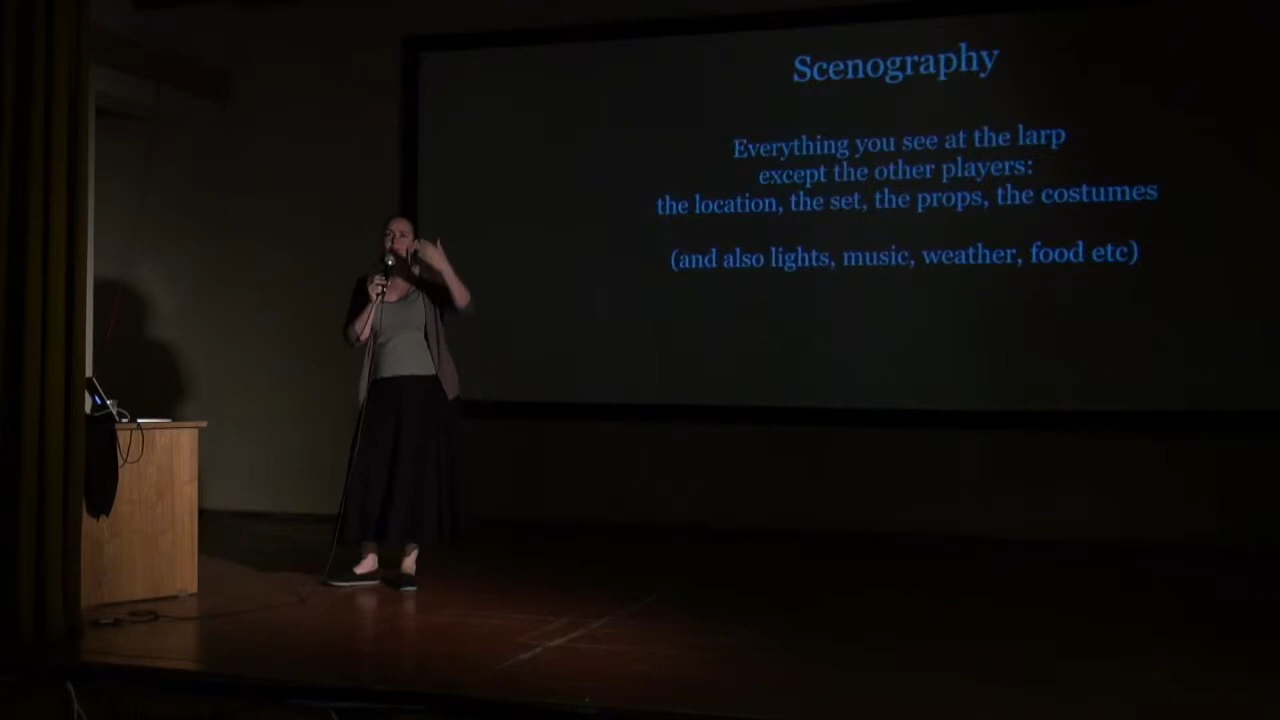 Scenography
Everything you see at the larp
except the other players:
the location, the set, the props, the costumes
(and also lights, music, weather, food etc)